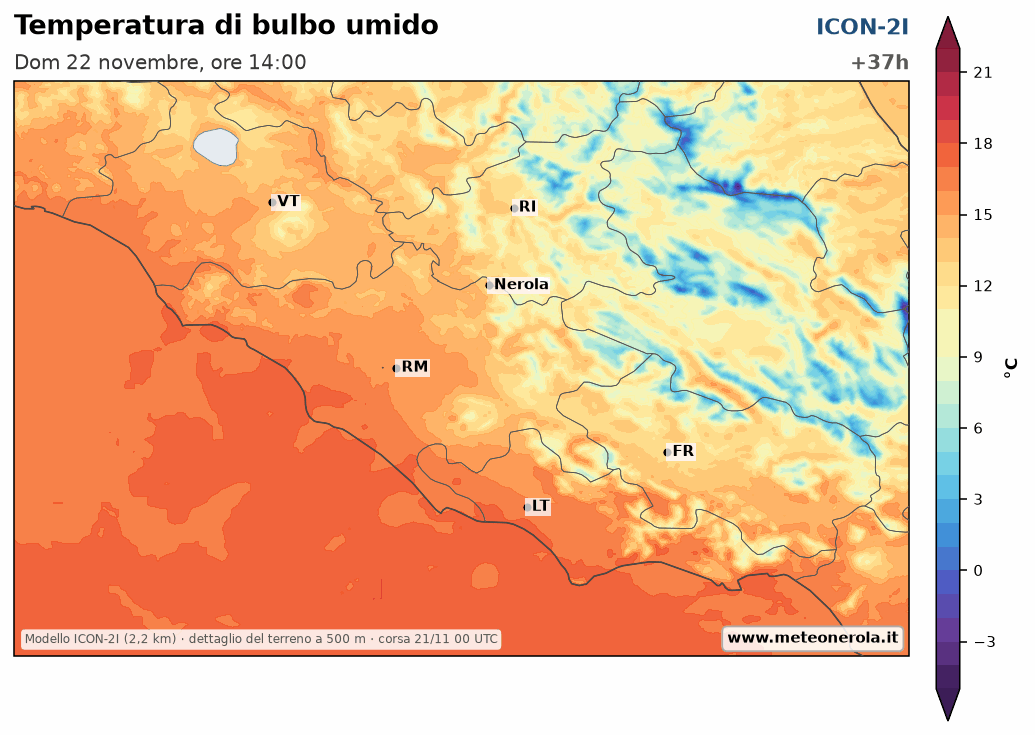 Temperatura di bulbo umido
ICON-2I
Dom 22 novembre, ore 14:00
+37h
VT
RI
Nerola
RM
FR
LT
Modello ICON-2I (2,2 km) · dettaglio del terreno a 500 m · corsa 21/11 00 UTC
www.meteonerola.it
21
18
15
12
9
6
3
0
−3
°C